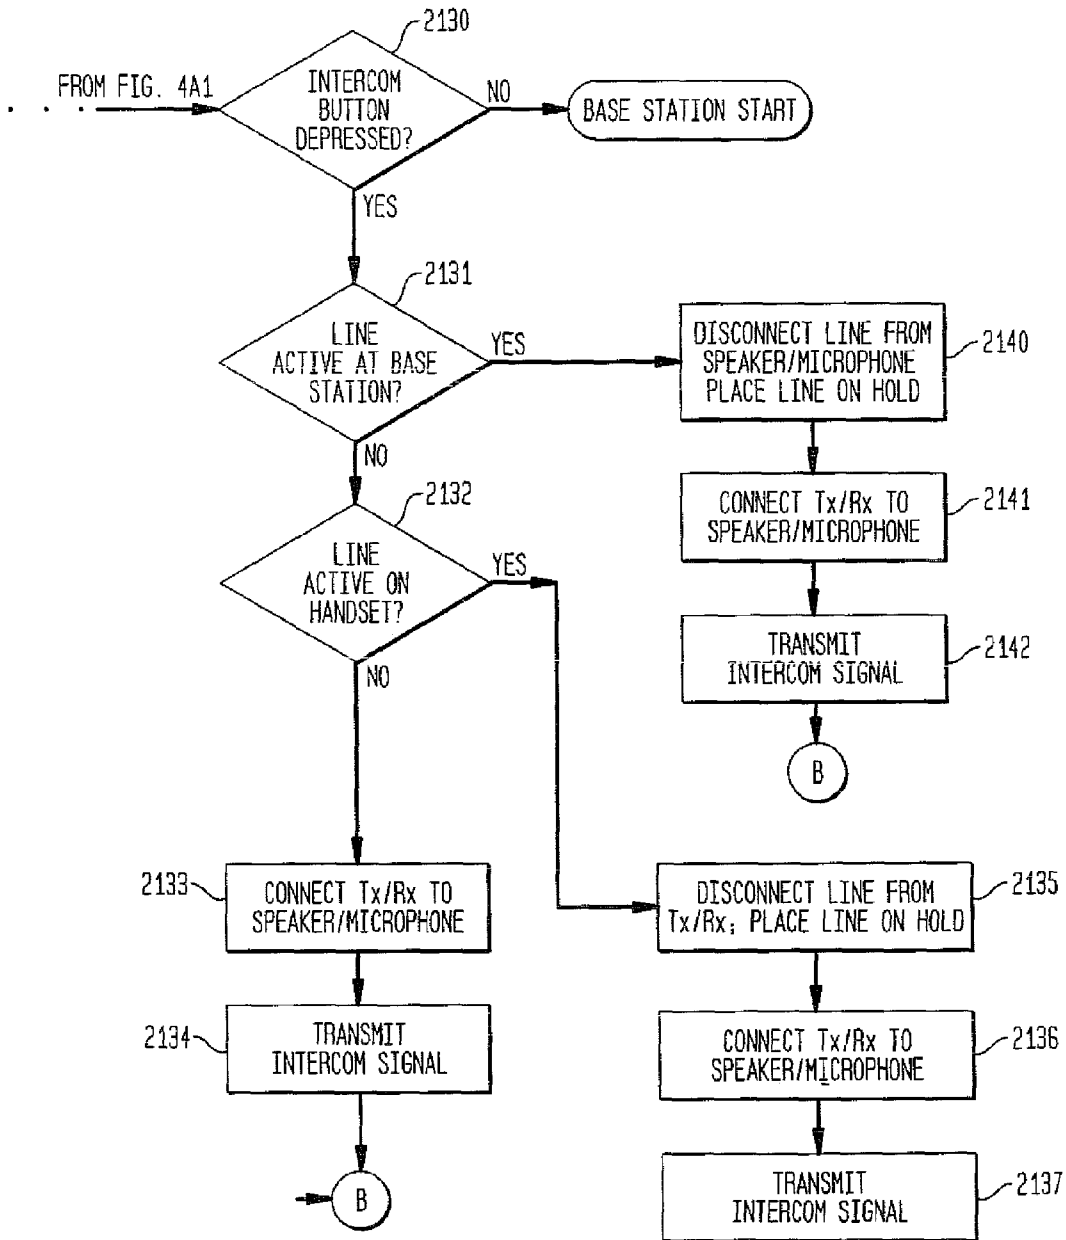 2130
FROM FIG. 4A1
. . .
INTERCOM
BUTTON
DEPRESSED?
NO
BASE STATION START
YES
2131
LINE
ACTIVE AT BASE
STATION?
YES
DISCONNECT LINE FROM
SPEAKER/MICROPHONE
PLACE LINE ON HOLD
2140
NO
2132
CONNECT Tx/Rx TO
SPEAKER/MICROPHONE
2141
LINE
ACTIVE ON
HANDSET?
YES
TRANSMIT
INTERCOM SIGNAL
2142
NO
B
2133
CONNECT Tx/Rx TO
SPEAKER/MICROPHONE
DISCONNECT LINE FROM
Tx/Rx; PLACE LINE ON HOLD
2135
2134
TRANSMIT
INTERCOM SIGNAL
CONNECT Tx/Rx TO
SPEAKER/MICROPHONE
2136
B
TRANSMIT
INTERCOM SIGNAL
2137